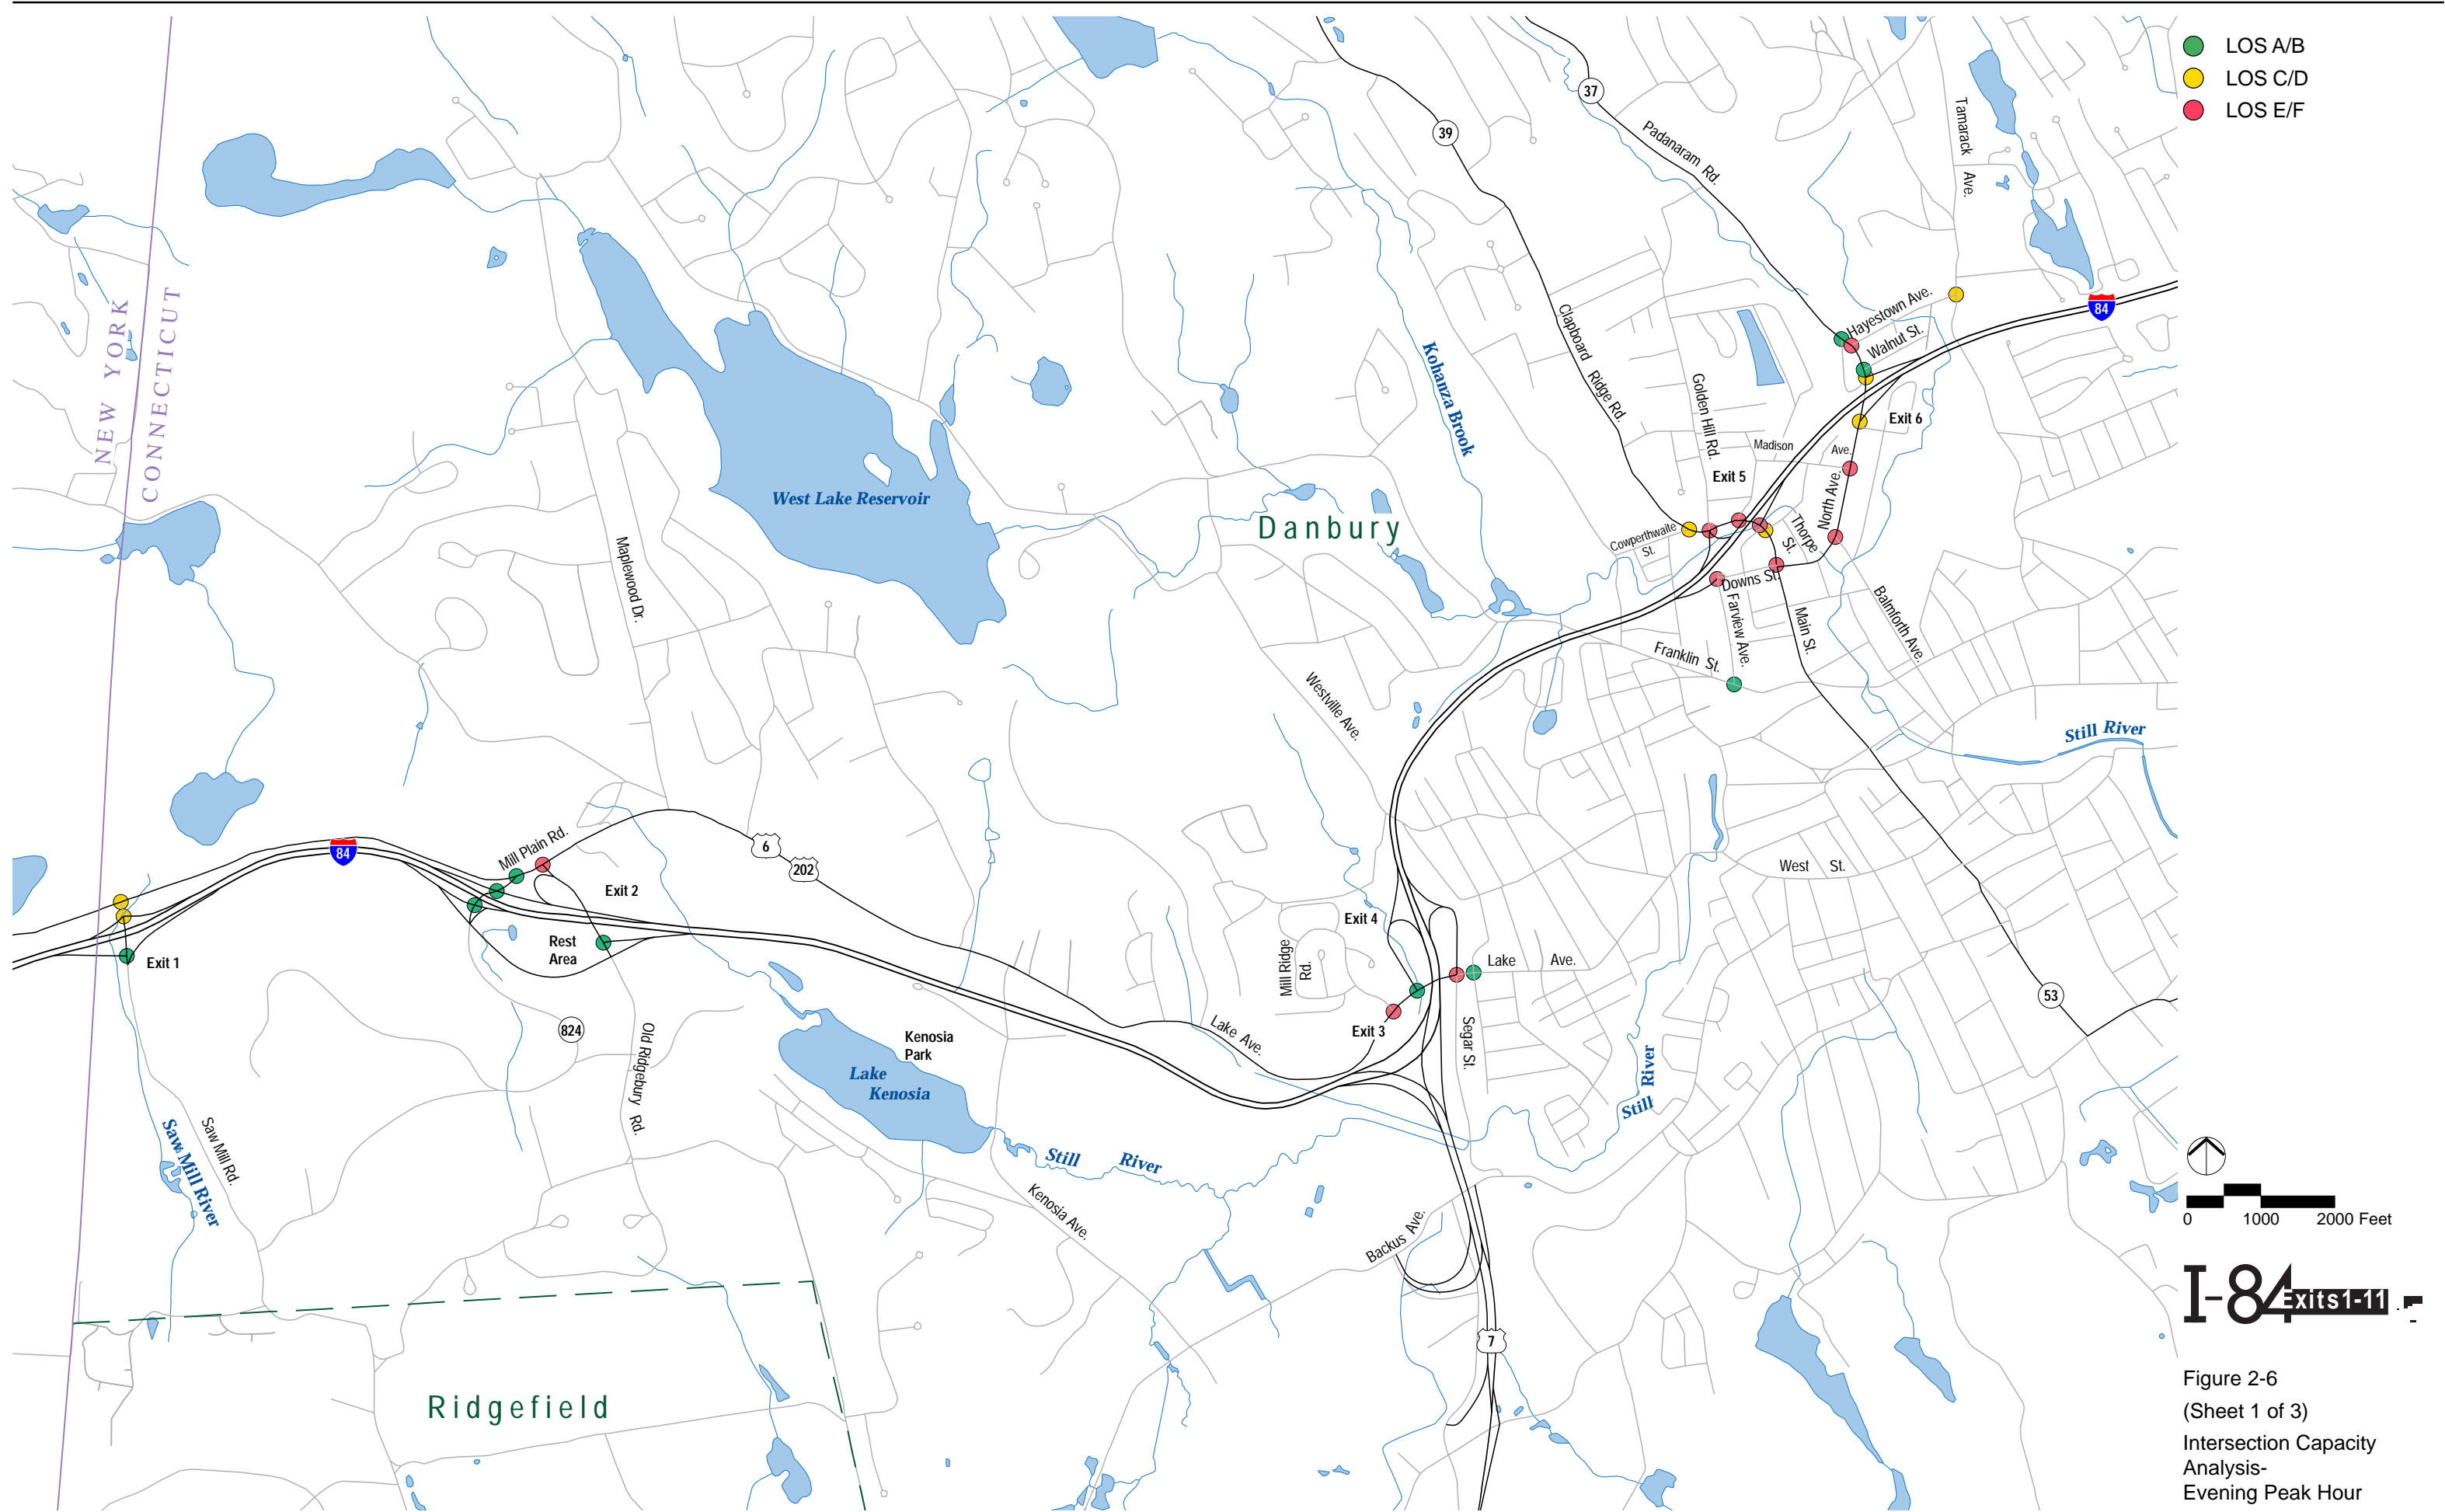 LOS A/B
LOS C/D
LOS E/F
37
39
Padanaram Rd.
Tamarack Ave.
84
Hayestown Ave.
Walnut St.
NEW YORK
CONNECTICUT
Clapboard Ridge Rd.
Kohanza Brook
Golden Hill Rd.
Exit 6
Madison Ave.
Exit 5
West Lake Reservoir
Danbury
North Ave.
Cowperthwaite
St.
Thorpe
St.
Maplewood Dr.
Downs St.
Farview Ave.
Main St.
Balmforth Ave.
Franklin St.
Westville Ave.
Still River
84
Mill Plain Rd.
6
202
West St.
Exit 2
Exit 4
Rest
Area
Exit 1
Mill Ridge
Rd.
Lake Ave.
53
824
Old Ridgebury Rd.
Kenosia
Park
Lake Ave.
Exit 3
Segar St.
Lake
Kenosia
Still River
Saw Mill Rd.
Saw Mill River
Still River
Kenosia Ave.
Backus Ave.
0 1000 2000 Feet
7
I-84 Exits1-11
Ridgefield
Figure 2-6
(Sheet 1 of 3)
Intersection Capacity
Analysis-
Evening Peak Hour